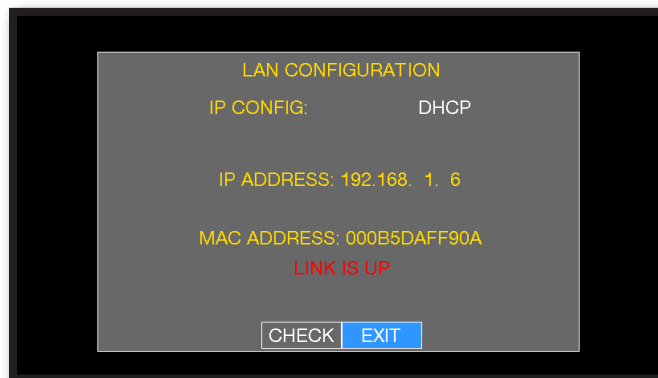 LAN CONFIGURATION
IP CONFIG: DHCP
IP ADDRESS: 192.168. 1. 6
MAC ADDRESS: 000B5DAFF90A
LINK IS UP
CHECK EXIT